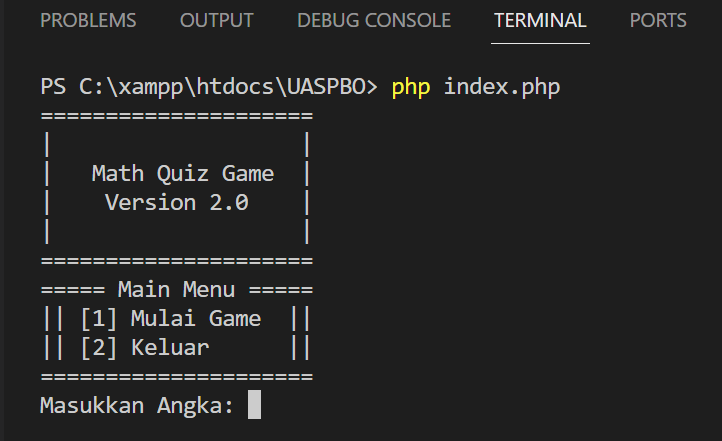 PROBLEMS OUTPUT DEBUG CONSOLE TERMINAL PORTS
PS C:\xampp\htdocs\UASPBO> php index.php
=====================
|                   |
|   Math Quiz Game  |
|    Version 2.0    |
|                   |
=====================
===== Main Menu =====
|| [1] Mulai Game  ||
|| [2] Keluar      ||
=====================
Masukkan Angka: